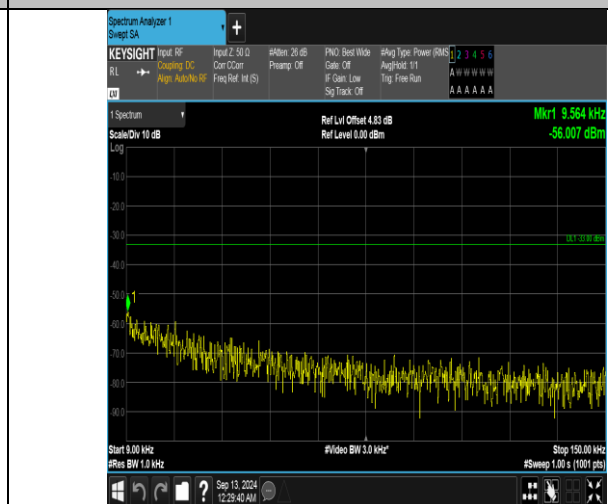 Spectrum Analyzer 1
Swept SA
+
KEYSIGHT
RL
Input: RF
Coupling: DC
Align: Auto/No RF
Input Z: 50 Ω
Corr CCorr
Freq Ref: Int (S)
#Atten: 26 dB
Preamp: Off
PNO: Best Wide
Gate: Off
IF Gain: Low
Sig Track: Off
#Avg Type: Power (RMS
Avg|Hold: 1/1
Trig: Free Run
1 2 3 4 5 6
A W W W W W
A A A A A A
1 Spectrum
Scale/Div 10 dB
Ref Lvl Offset 4.83 dB
Ref Level 0.00 dBm
Mkr1 9.564 kHz
-56.007 dBm
Log
-10.0
-20.0
-30.0
DL1 -33.00 dBm
-40.0
-50.0
1
-60.0
-70.0
-80.0
-90.0
Start 9.00 kHz
#Video BW 3.0 kHz*
Stop 150.00 kHz
#Res BW 1.0 kHz
#Sweep 1.00 s (1001 pts)
?
Sep 13, 2024
12:29:40 AM